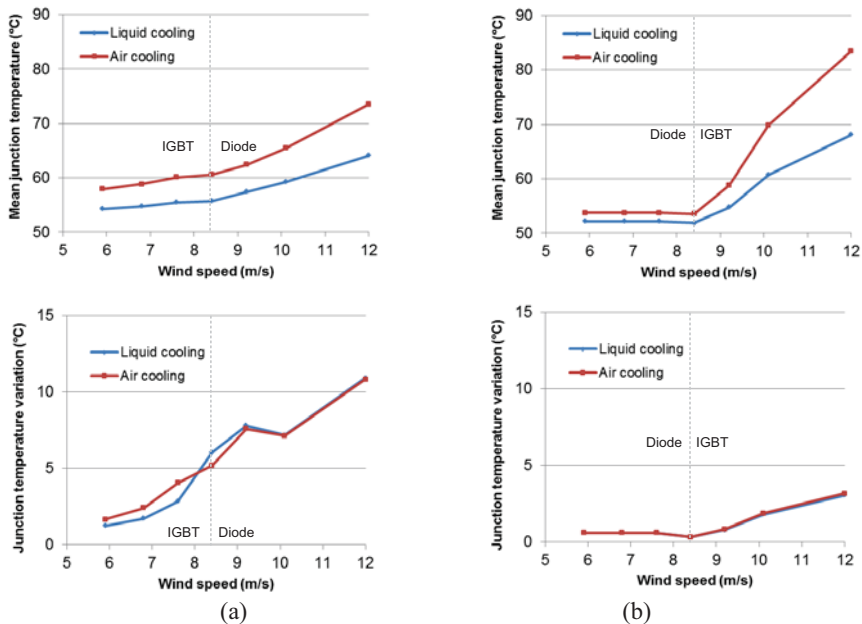 90
80
70
60
50
Mean junction temperature (°C)
Liquid cooling
Air cooling
IGBT Diode
5 6 7 8 9 10 11 12
Wind speed (m/s)
90
80
70
60
50
Mean junction temperature (°C)
Liquid cooling
Air cooling
Diode IGBT
5 6 7 8 9 10 11 12
Wind speed (m/s)
15
10
5
0
Junction temperature variation (°C)
Liquid cooling
Air cooling
IGBT Diode
5 6 7 8 9 10 11 12
Wind speed (m/s)
(a)
15
10
5
0
Junction temperature variation (°C)
Liquid cooling
Air cooling
Diode IGBT
5 6 7 8 9 10 11 12
Wind speed (m/s)
(b)